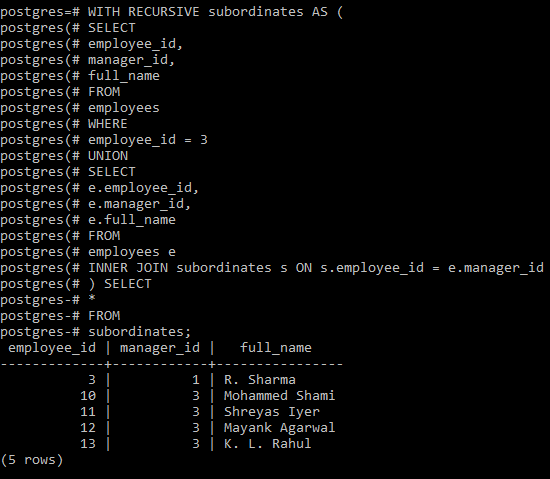 postgres=# WITH RECURSIVE subordinates AS (
postgres(# SELECT
postgres(# employee_id,
postgres(# manager_id,
postgres(# full_name
postgres(# FROM
postgres(# employees
postgres(# WHERE
postgres(# employee_id = 3
postgres(# UNION
postgres(# SELECT
postgres(# e.employee_id,
postgres(# e.manager_id,
postgres(# e.full_name
postgres(# FROM
postgres(# employees e
postgres(# INNER JOIN subordinates s ON s.employee_id = e.manager_id
postgres(# ) SELECT
postgres-# *
postgres-# FROM
postgres-# subordinates;
 employee_id | manager_id |   full_name
-------------+------------+----------------
           3 |          1 | R. Sharma
          10 |          3 | Mohammed Shami
          11 |          3 | Shreyas Iyer
          12 |          3 | Mayank Agarwal
          13 |          3 | K. L. Rahul
(5 rows)